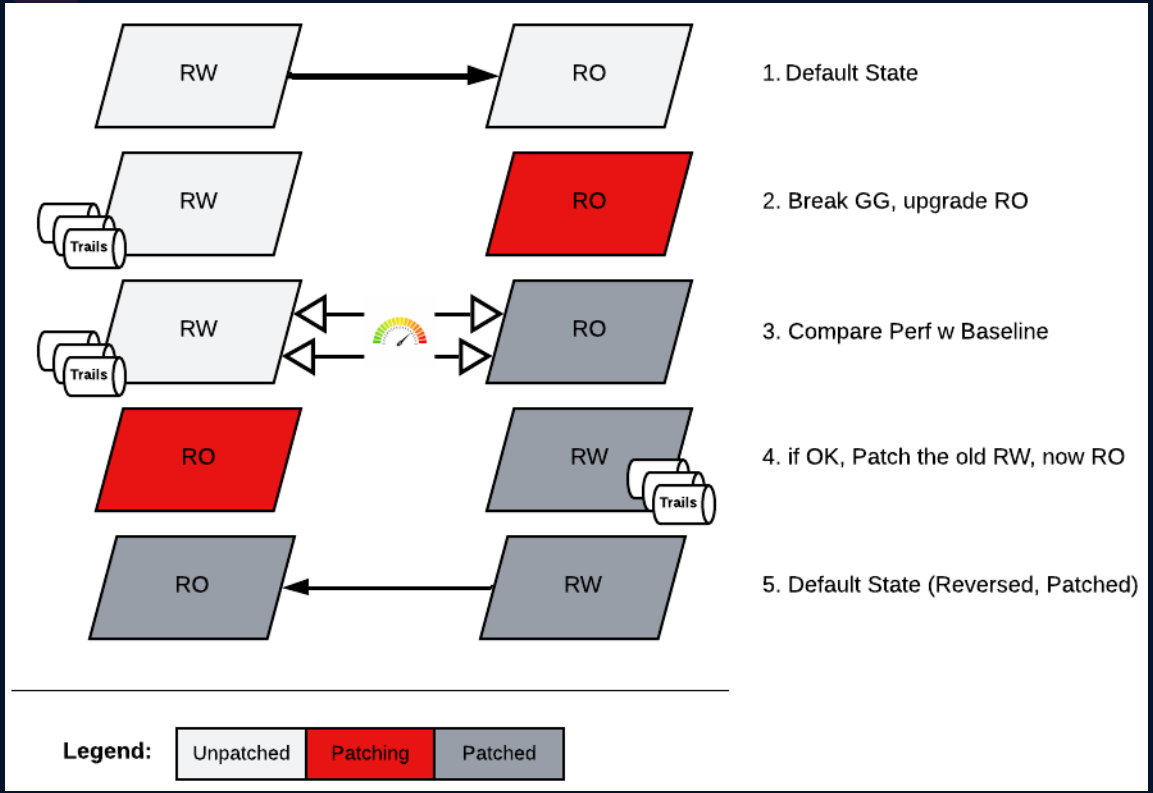 RW
RO
1. Default State
RW
RO
2. Break GG, upgrade RO
Trails
RW
RO
3. Compare Perf w Baseline
Trails
RO
RW
4. if OK, Patch the old RW, now RO
Trails
RO
RW
5. Default State (Reversed, Patched)
Legend:
Unpatched
Patching
Patched